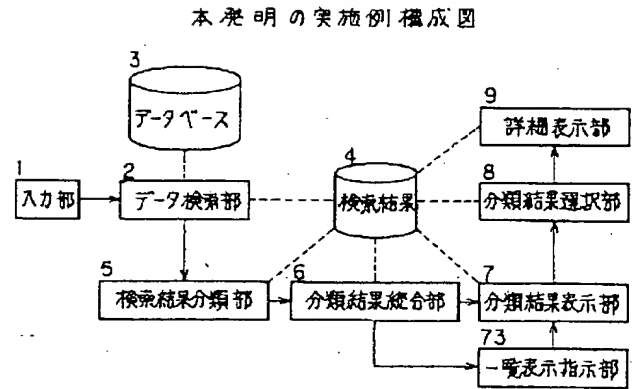 本発明の実施例構成図
3
データベース
9
詳細表示部
1
入力部
2
データ検索部
4
検索結果
8
分類結果選択部
5
検索結果分類部
6
分類結果統合部
7
分類結果表示部
73
一覧表示指示部